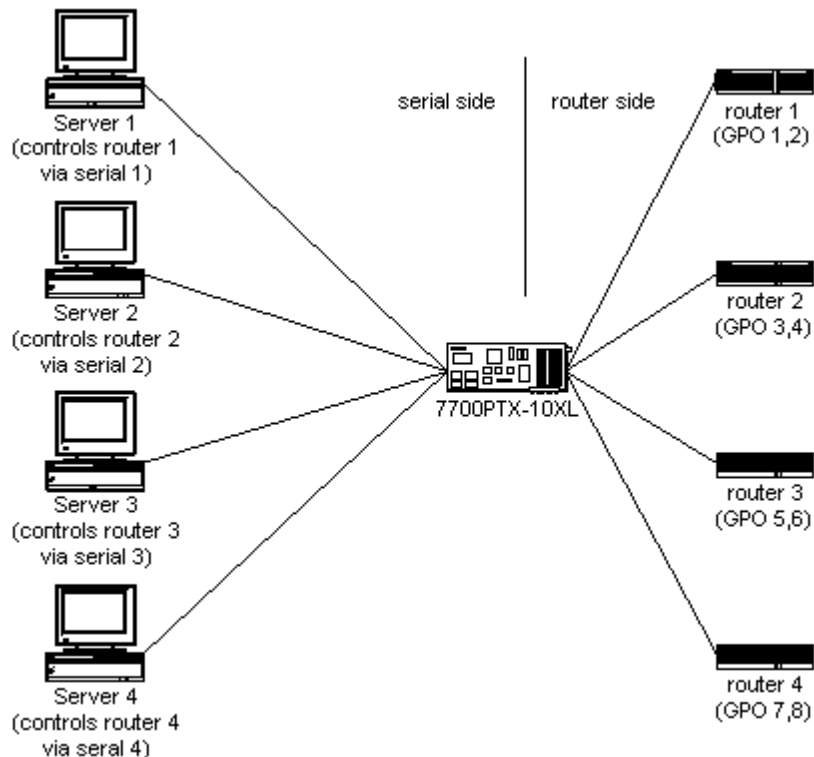 serial side
router side
Server 1
(controls router 1
via serial 1)
router 1
(GPO 1,2)
Server 2
(controls router 2
via serial 2)
router 2
(GPO 3,4)
7700PTX-10XL
Server 3
(controls router 3
via serial 3)
router 3
(GPO 5,6)
Server 4
(controls router 4
via seral 4)
router 4
(GPO 7,8)